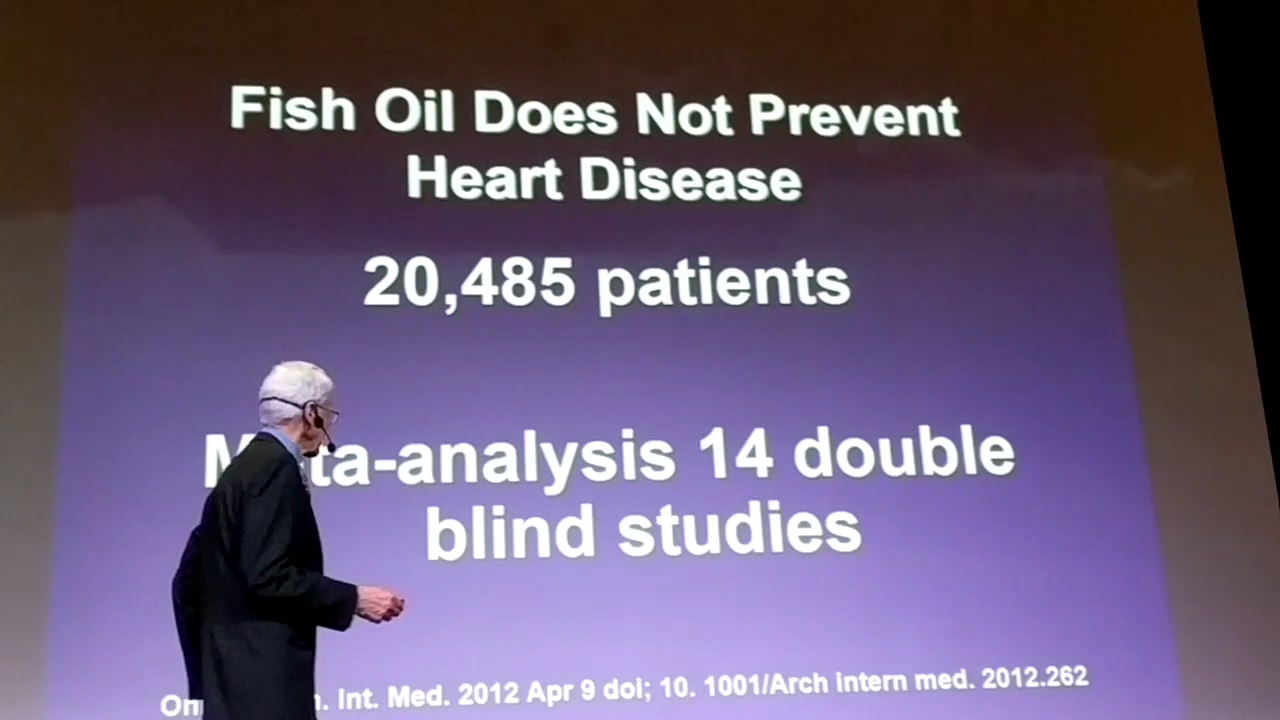 Fish Oil Does Not Prevent
Heart Disease
20,485 patients
ta-analysis 14 double
blind studies
Int. Med. 2012 Apr 9 doi; 10. 1001/Arch intern med. 2012.262